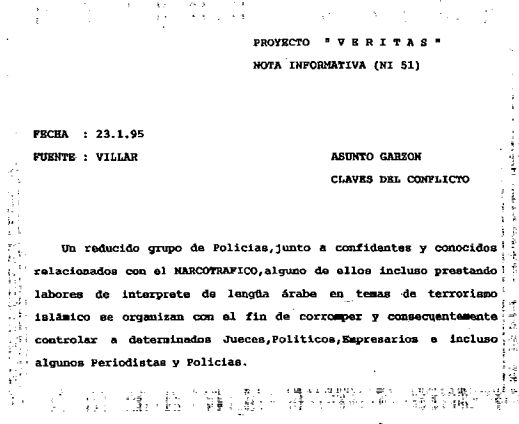 PROYECTO " V E R I T A S "
NOTA INFORMATIVA (NI 51)
FECHA : 23.1.95
FUENTE : VILLAR ASUNTO GARZON
CLAVES DEL CONFLICTO
Un reducido grupo de Policias,junto a confidentes y conocidos
relacionados con el NARCOTRAFICO,alguno de ellos incluso prestando
labores de interprete de lengüa árabe en temas de terrorismo
islámico se organizan con el fin de corromper y consecuentemente
controlar a determinados Jueces,Politicos,Empresarios e incluso
algunos Periodistas y Policias.